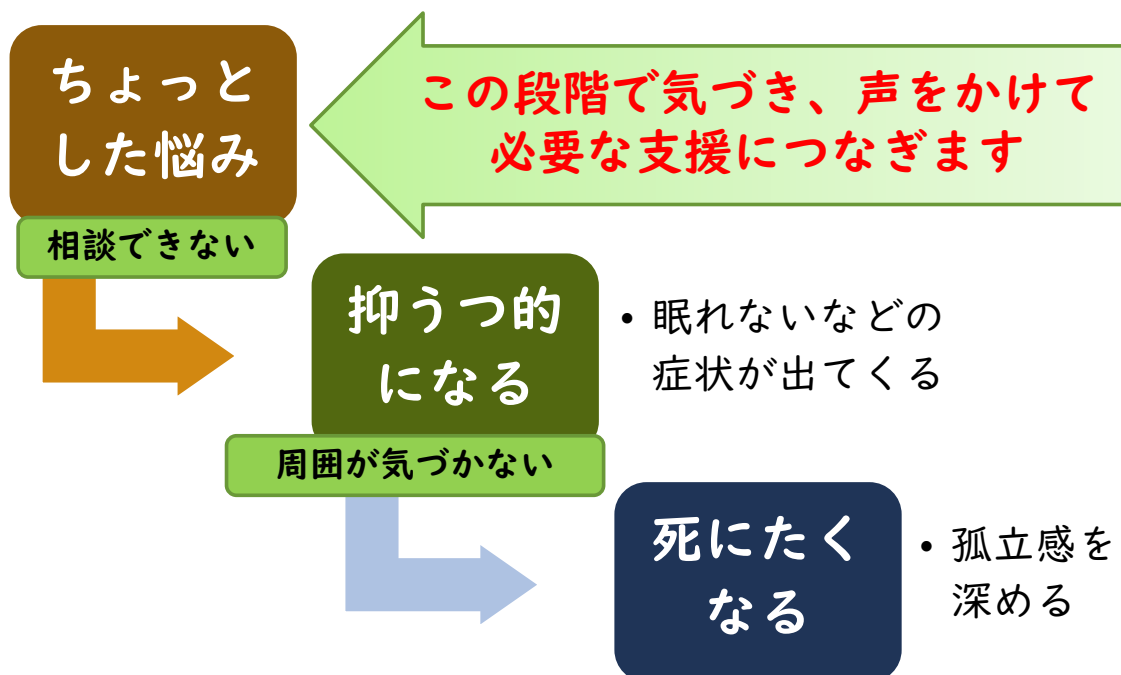 ちょっと
した悩み
この段階で気づき、声をかけて
必要な支援につなぎます
相談できない
抑うつ的
になる
• 眠れないなどの
症状が出てくる
周囲が気づかない
死にたく
なる
• 孤立感を
深める